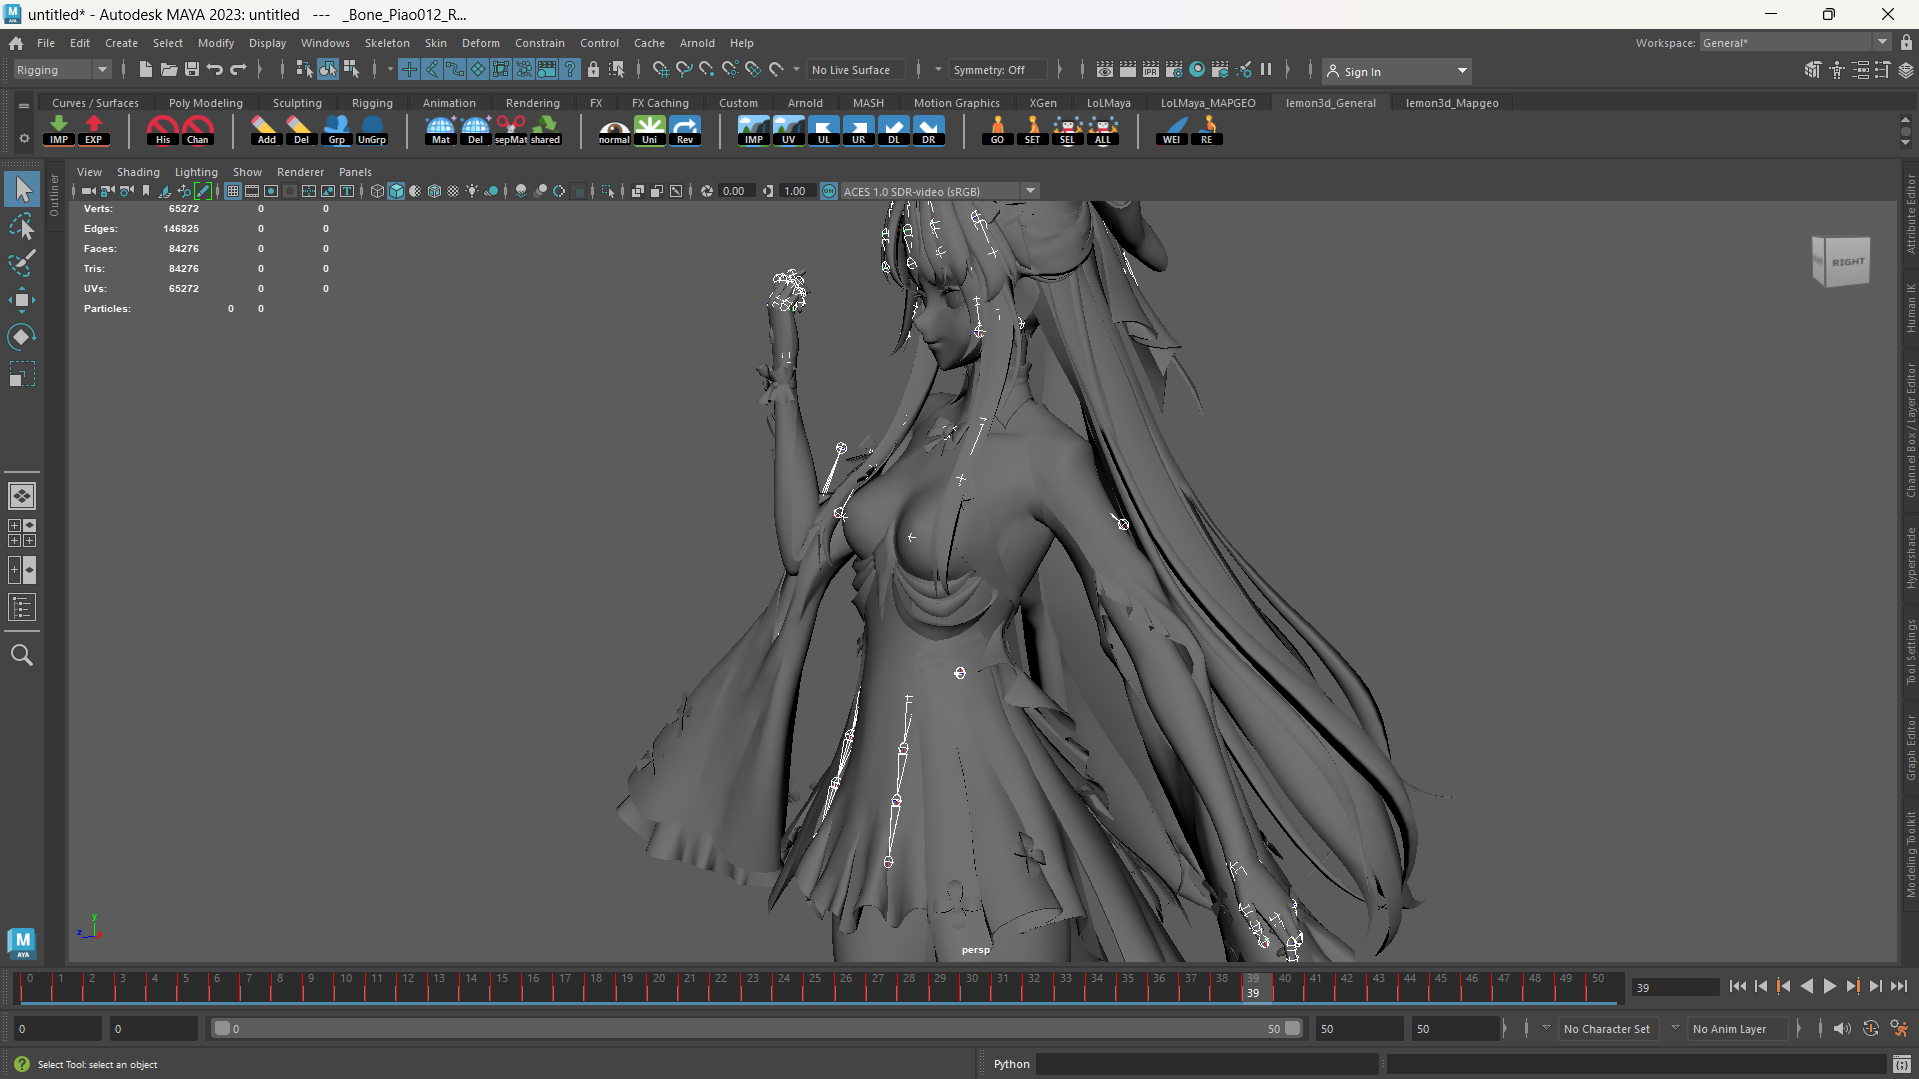 untitled* - Autodesk MAYA 2023: untitled --- _Bone_Piao012_R...
File Edit Create Select Modify Display Windows Skeleton Skin Deform Constrain Control Cache Arnold Help
Workspace: General*
Rigging
No Live Surface
Symmetry: Off
IPR
Sign In
Curves / Surfaces Poly Modeling Sculpting Rigging Animation Rendering FX FX Caching Custom Arnold MASH Motion Graphics XGen LoLMaya LoLMaya_MAPGEO lemon3d_General lemon3d_Mapgeo
IMP EXP His Chan Add Del Grp UnGrp Mat Del sepMat shared normal Uni Rev IMP UV UL UR DL DR GO SET SEL ALL WEI RE
View Shading Lighting Show Renderer Panels
0.00 1.00 ON ACES 1.0 SDR-video (sRGB)
Outliner
Verts: 65272 0 0
Edges: 146825 0 0
Faces: 84276 0 0
Tris: 84276 0 0
UVs: 65272 0 0
Particles: 0 0
RIGHT
Attribute Editor
Human IK
Channel Box / Layer Editor
Hypershade
Tool Settings
Graph Editor
Modeling Toolkit
y
z
M
AYA
persp
0 1 2 3 4 5 6 7 8 9 10 11 12 13 14 15 16 17 18 19 20 21 22 23 24 25 26 27 28 29 30 31 32 33 34 35 36 37 38 39 40 41 42 43 44 45 46 47 48 49 50
39
39
0 0 0 50 50 50
No Character Set
No Anim Layer
Select Tool: select an object
Python